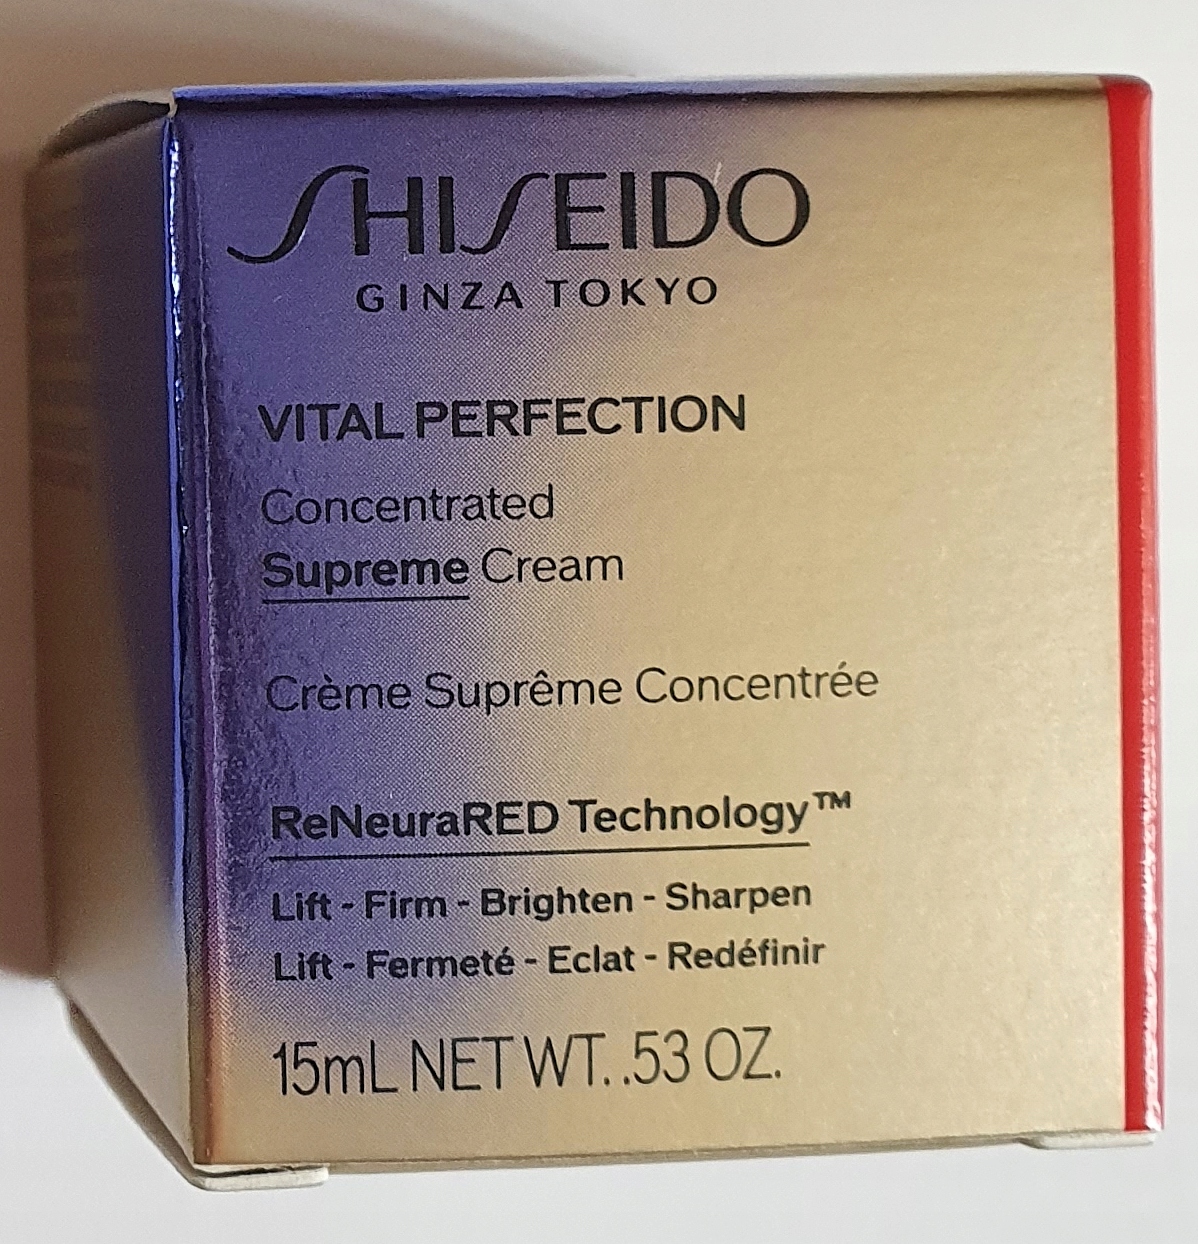 SHISEIDO
GINZA TOKYO
VITAL PERFECTION
Concentrated
Supreme Cream
Crème Suprême Concentrée
ReNeuraRED Technology™
Lift - Firm - Brighten - Sharpen
Lift - Fermeté - Eclat - Redéfinir
15mL NET WT. .53 OZ.